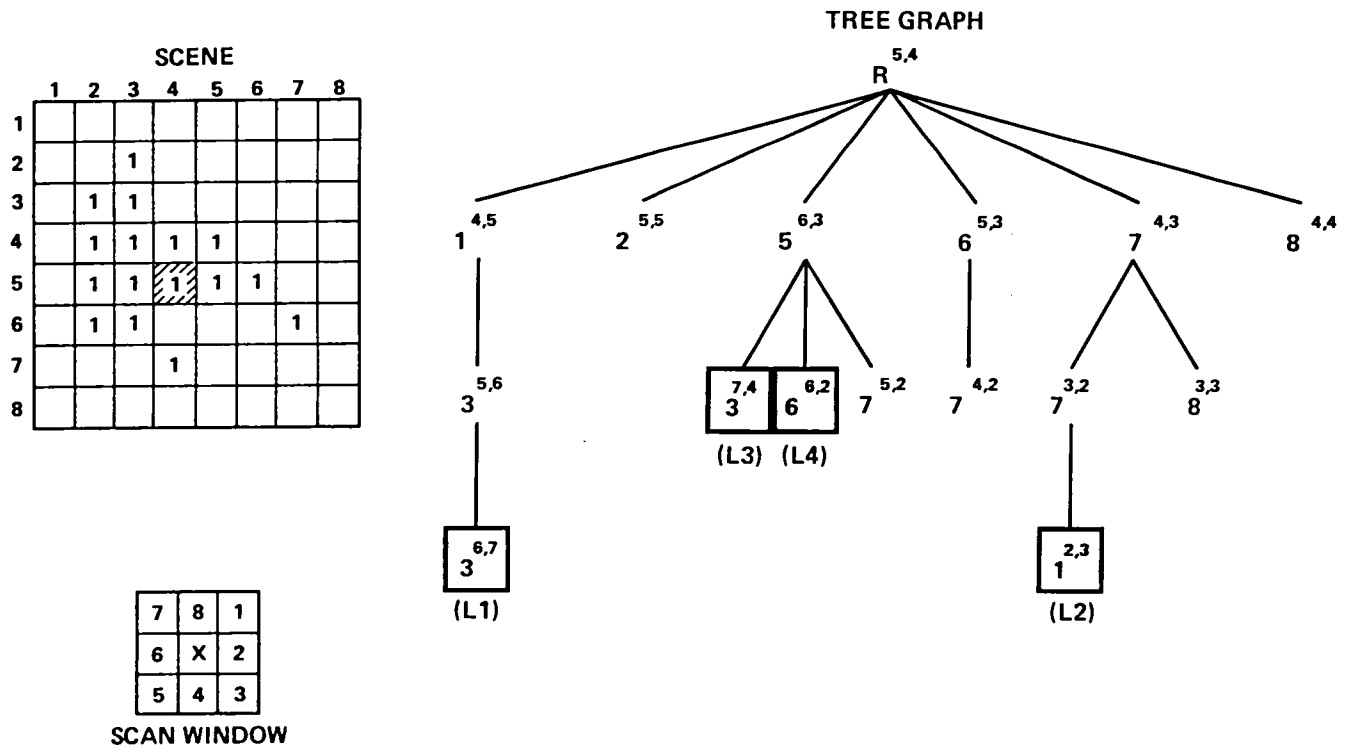 SCENE
1 2 3 4 5 6 7 8
1
2 1
3 1 1
4 1 1 1 1
5 1 1 1 1 1
6 1 1 1
7 1
8
7 8 1
6 X 2
5 4 3
SCAN WINDOW
TREE GRAPH
R 5,4
1 4,5 2 5,5 5 6,3 6 5,3 7 4,3 8 4,4
3 5,6 3 7,4 6 6,2 7 5,2 7 4,2 7 3,2 8 3,3
(L3) (L4)
3 6,7 1 2,3
(L1) (L2)